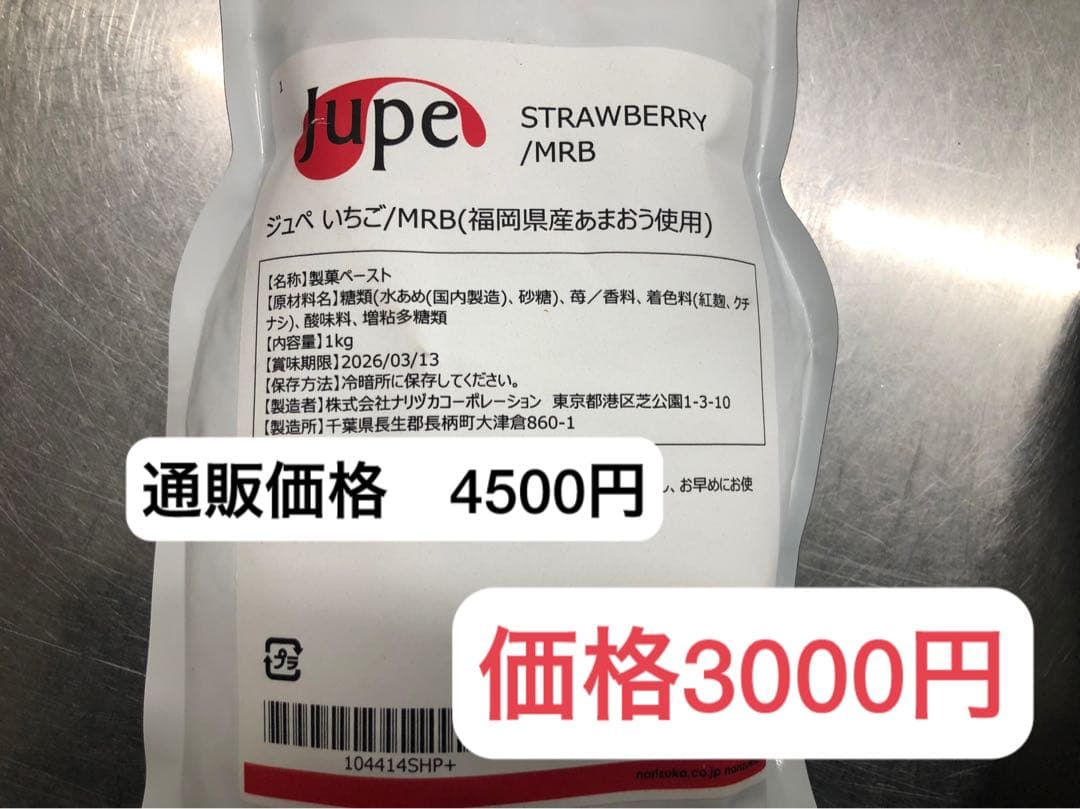 1
Jupe
STRAWBERRY
/MRB
ジュペ いちご/MRB(福岡県産あまおう使用)
【名称】製菓ペースト
【原材料名】糖類(水あめ(国内製造)、砂糖)、苺／香料、着色料(紅麹、クチ
ナシ)、酸味料、増粘多糖類
【内容量】1kg
【賞味期限】2026/03/13
【保存方法】冷暗所に保存してください。
【製造者】株式会社ナリヅカコーポレーション 東京都港区芝公園1-3-10
【製造所】千葉県長生郡長柄町大津倉860-1
、お早めにお使
通販価格 4500円
価格3000円
プラ
104414SHP+
narizuka.co.jp